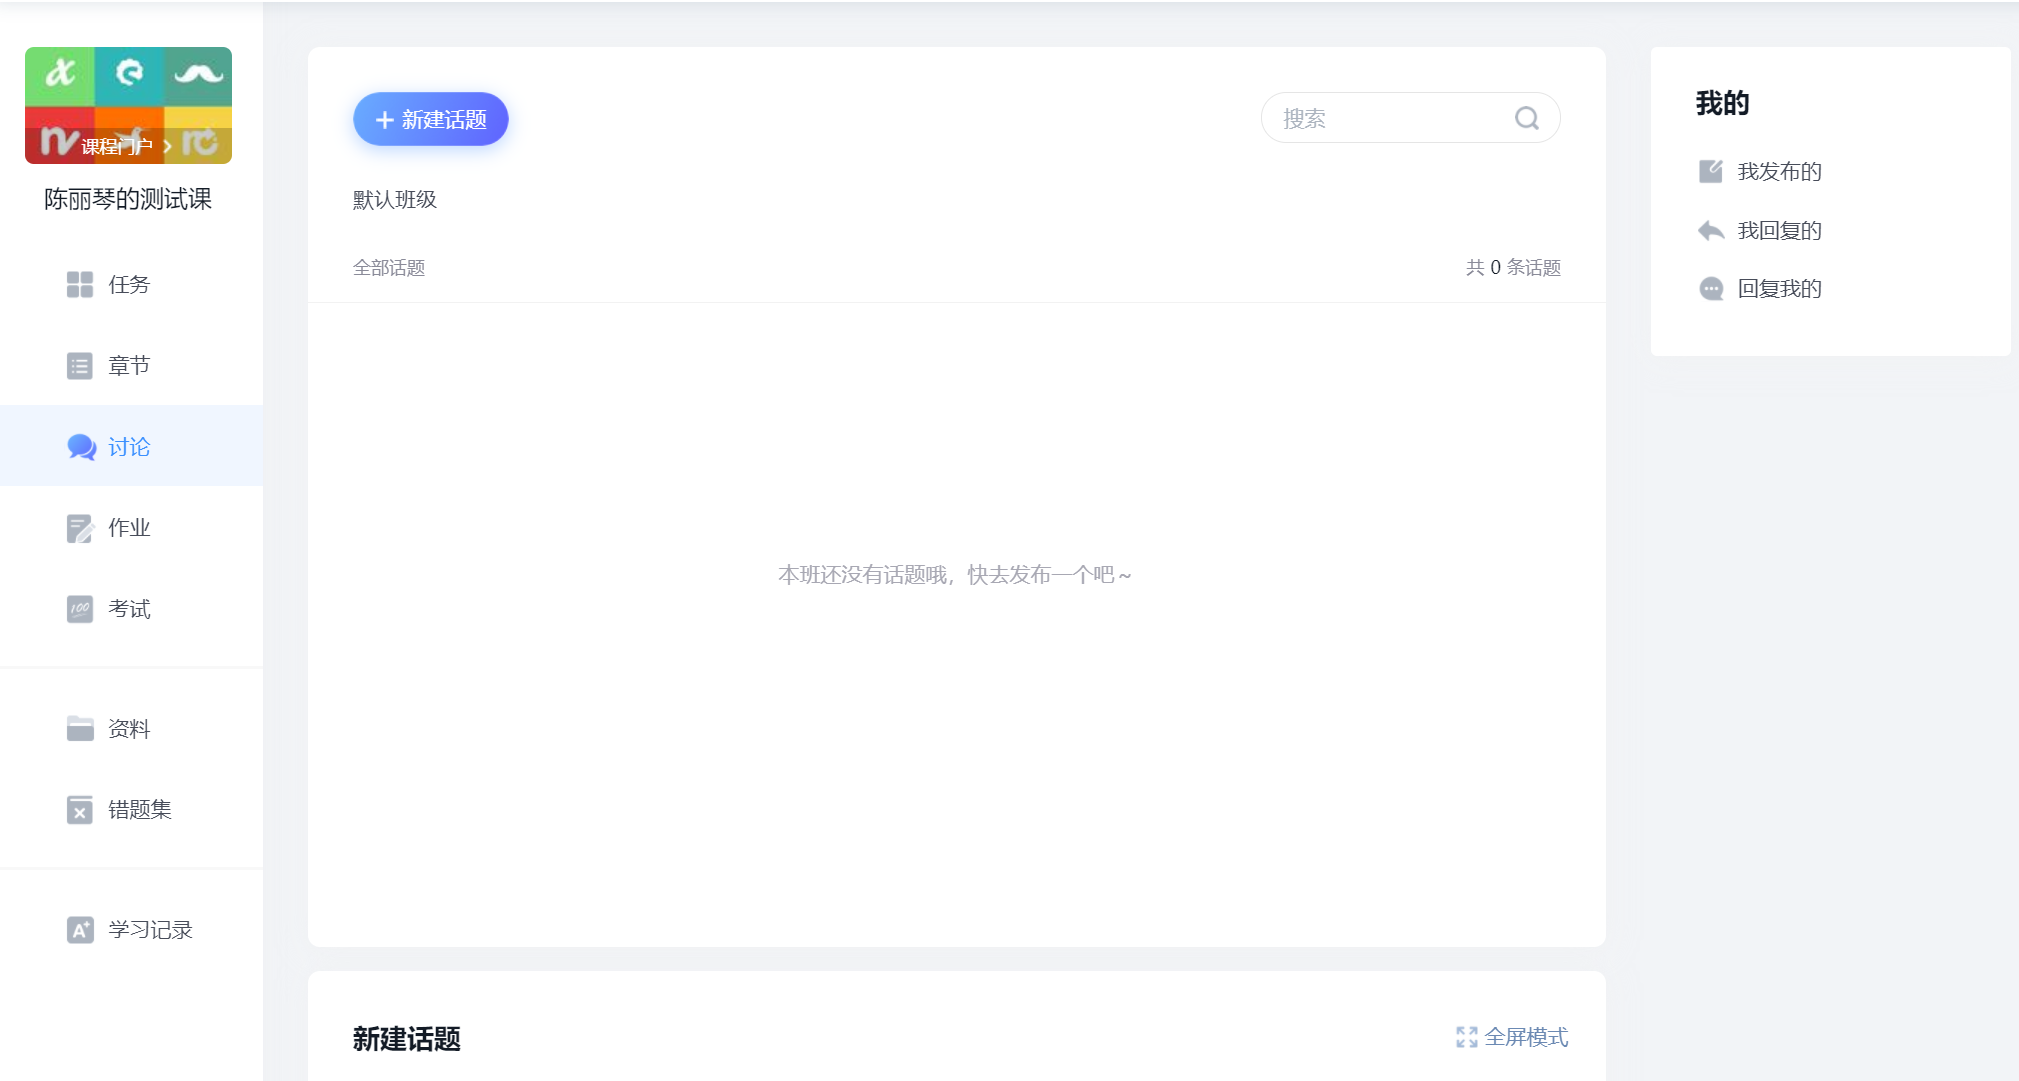 课程门户
陈丽琴的测试课
任务
章节
讨论
作业
考试
资料
错题集
学习记录
新建话题
搜索
默认班级
全部话题
共 0 条话题
本班还没有话题哦，快去发布一个吧~
新建话题
全屏模式
我的
我发布的
我回复的
回复我的